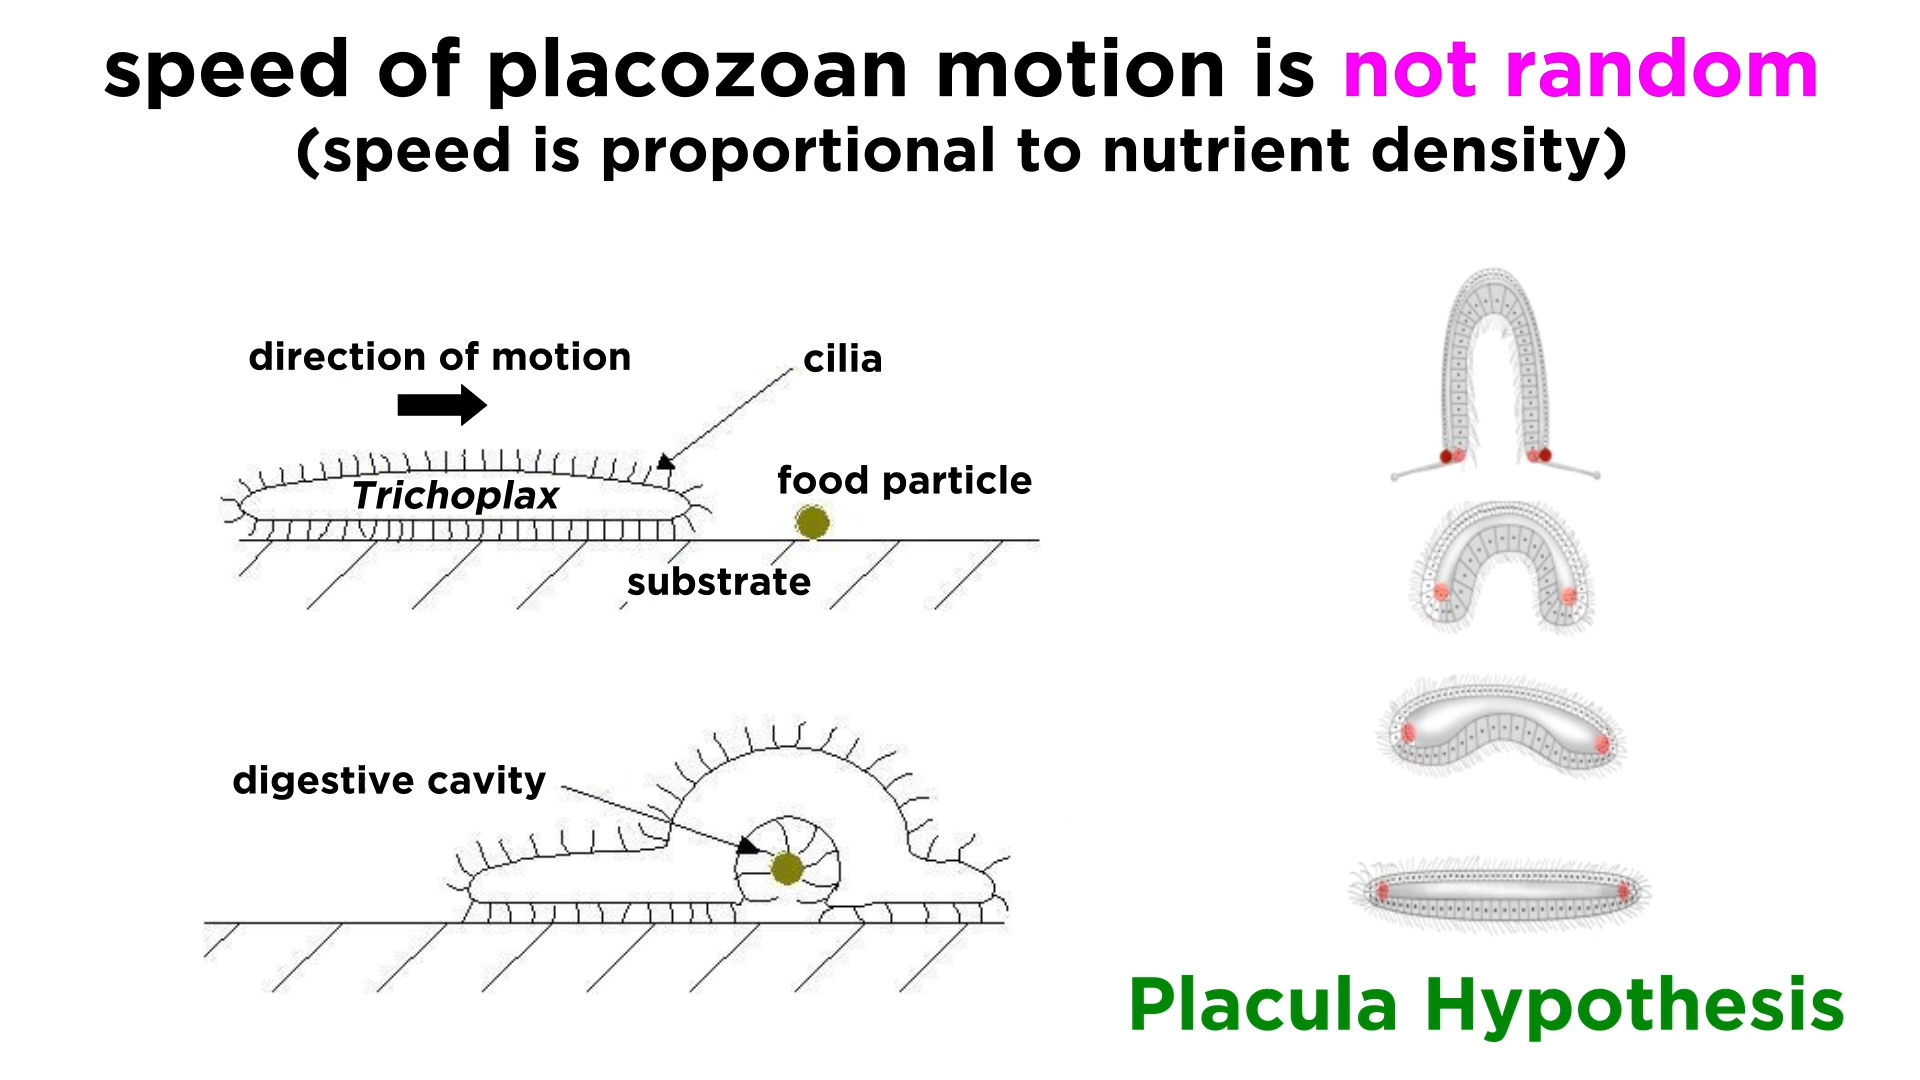 speed of placozoan motion is not random
(speed is proportional to nutrient density)
direction of motion
cilia
Trichoplax
food particle
substrate
digestive cavity
Placula Hypothesis